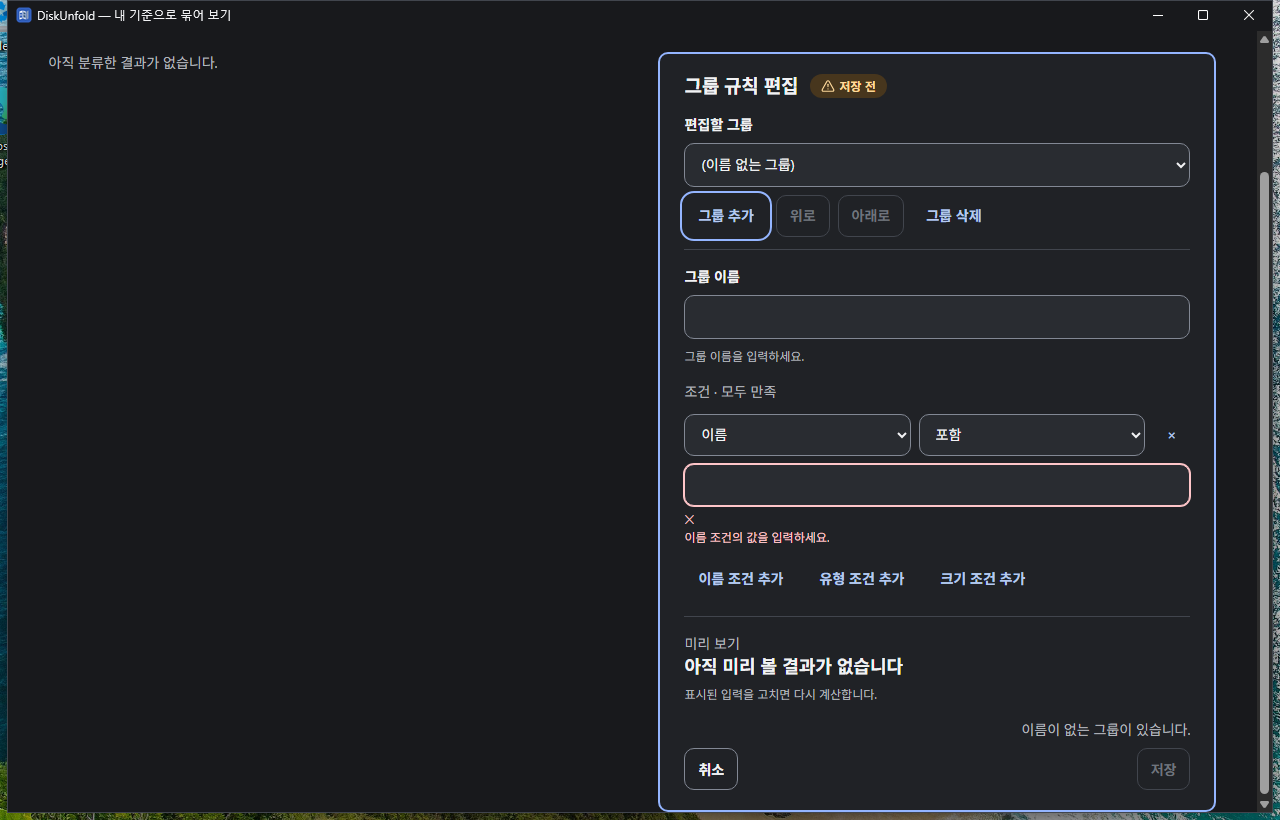 DiskUnfold — 내 기준으로 묶어 보기
아직 분류한 결과가 없습니다.
그룹 규칙 편집
저장 전
편집할 그룹
(이름 없는 그룹)
그룹 추가 위로 아래로 그룹 삭제
그룹 이름
그룹 이름을 입력하세요.
조건 · 모두 만족
이름 포함 ×
이름 조건의 값을 입력하세요.
이름 조건 추가 유형 조건 추가 크기 조건 추가
미리 보기
아직 미리 볼 결과가 없습니다
표시된 입력을 고치면 다시 계산합니다.
이름이 없는 그룹이 있습니다.
취소 저장